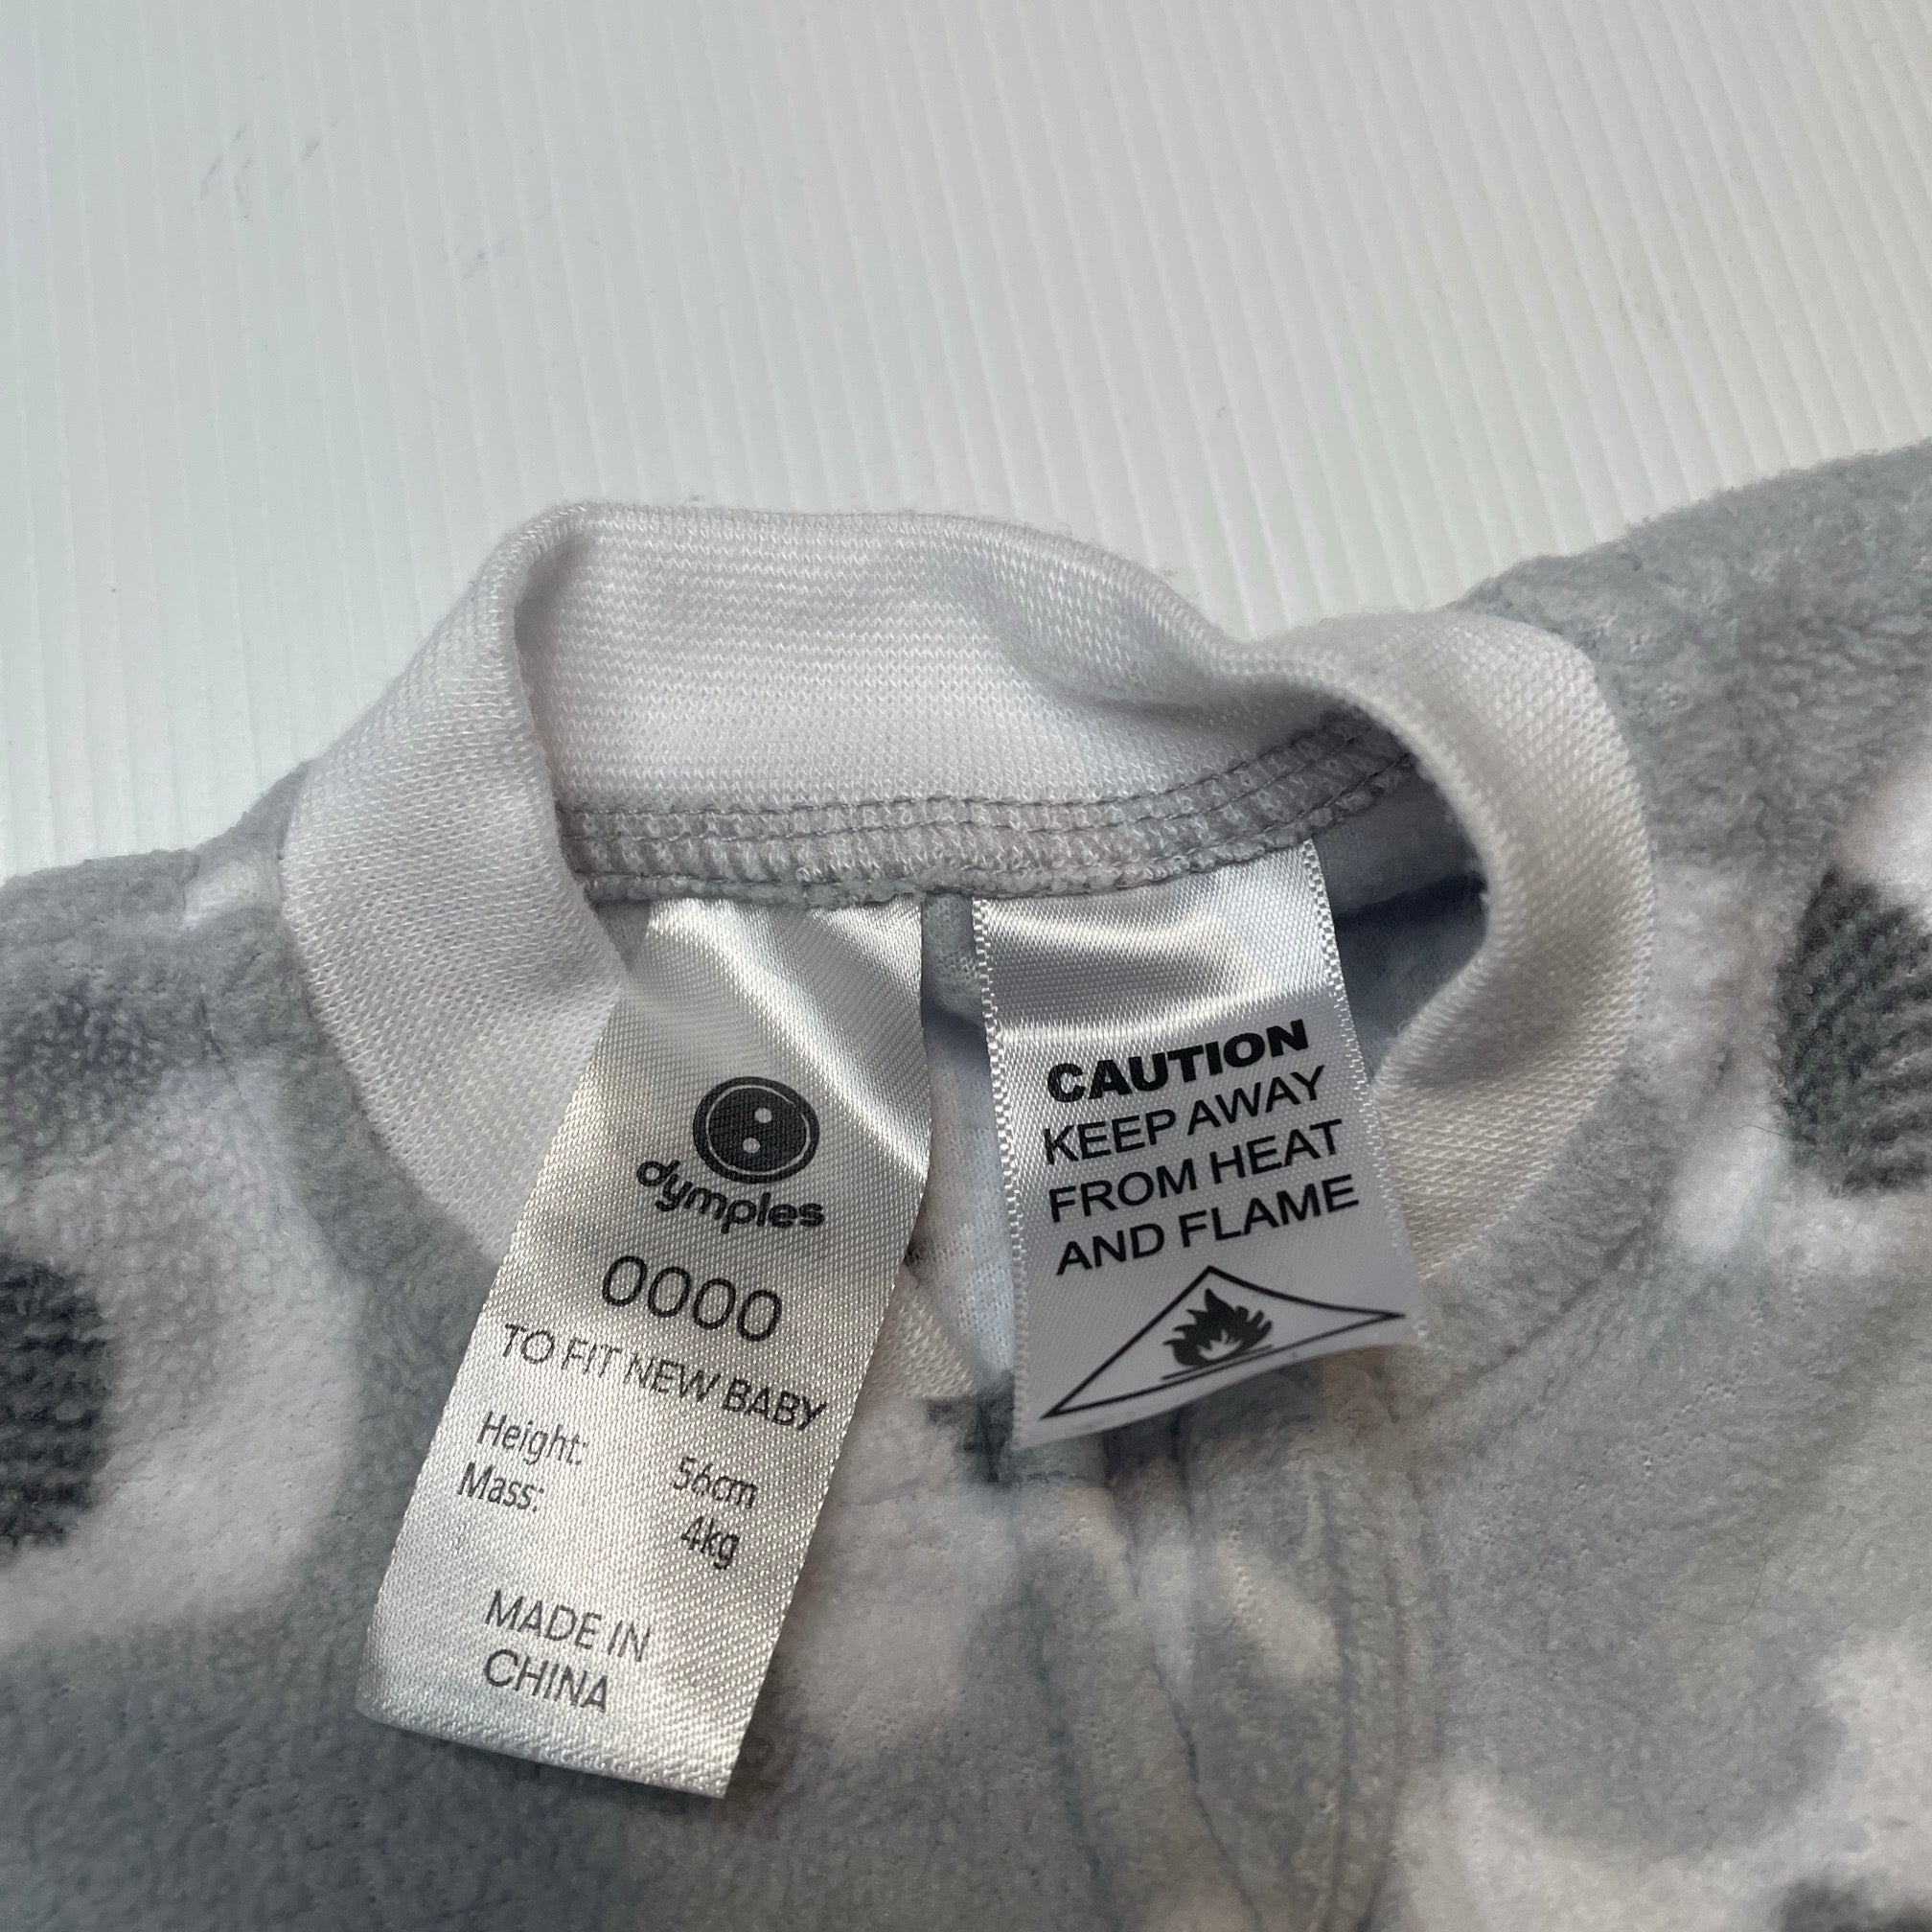 dymples
0000
TO FIT NEW BABY
Height: 56cm
Mass: 4kg
MADE IN
CHINA
CAUTION
KEEP AWAY
FROM HEAT
AND FLAME